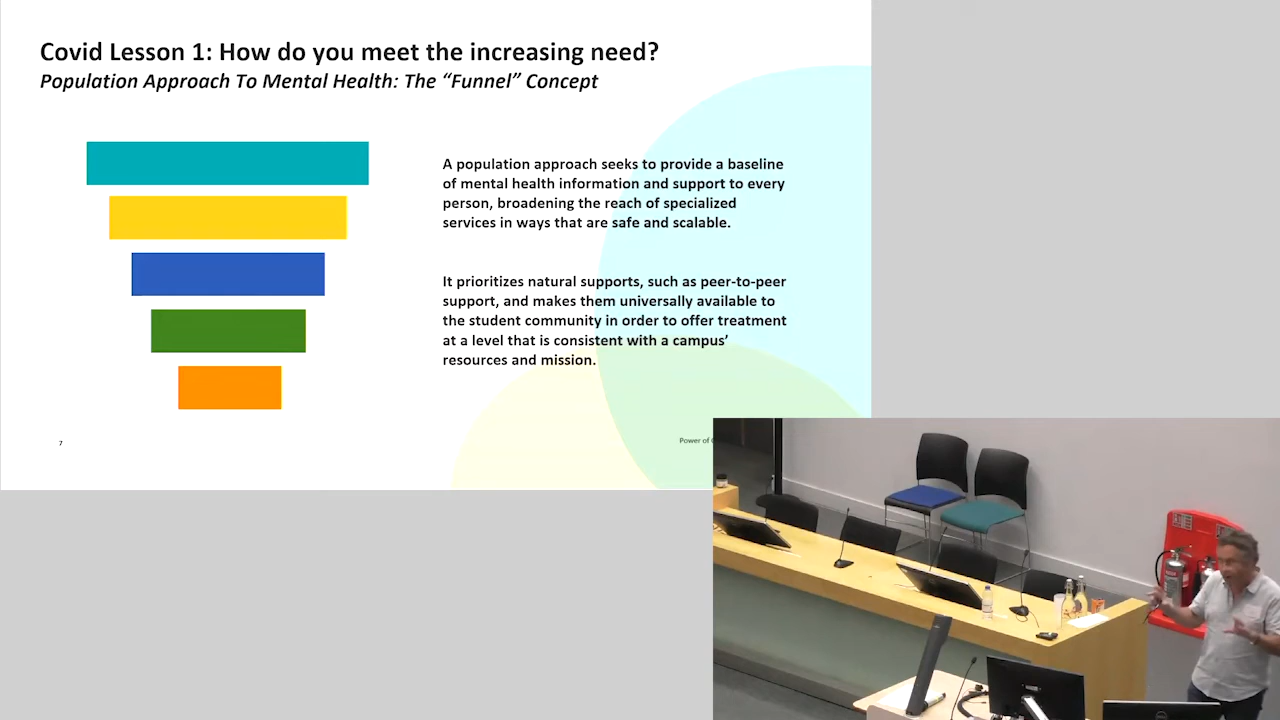 Covid Lesson 1: How do you meet the increasing need?
Population Approach To Mental Health: The “Funnel” Concept
A population approach seeks to provide a baseline
of mental health information and support to every
person, broadening the reach of specialized
services in ways that are safe and scalable.
It prioritizes natural supports, such as peer-to-peer
support, and makes them universally available to
the student community in order to offer treatment
at a level that is consistent with a campus’
resources and mission.
7
Power of